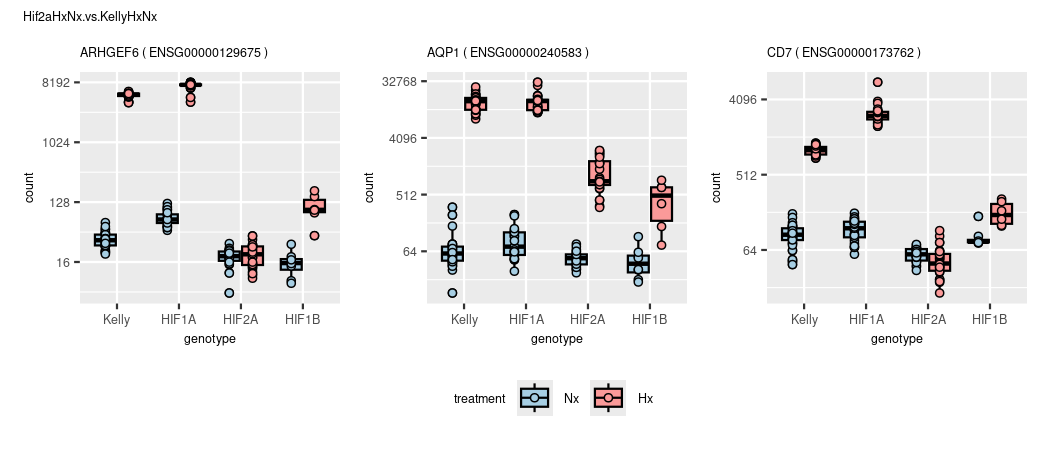 Hif2aHxNx.vs.KellyHxNx
ARHGEF6 ( ENSG00000129675 )
count
8192
1024
128
16
Kelly HIF1A HIF2A HIF1B
genotype
AQP1 ( ENSG00000240583 )
count
32768
4096
512
64
Kelly HIF1A HIF2A HIF1B
genotype
CD7 ( ENSG00000173762 )
count
4096
512
64
Kelly HIF1A HIF2A HIF1B
genotype
treatment Nx Hx